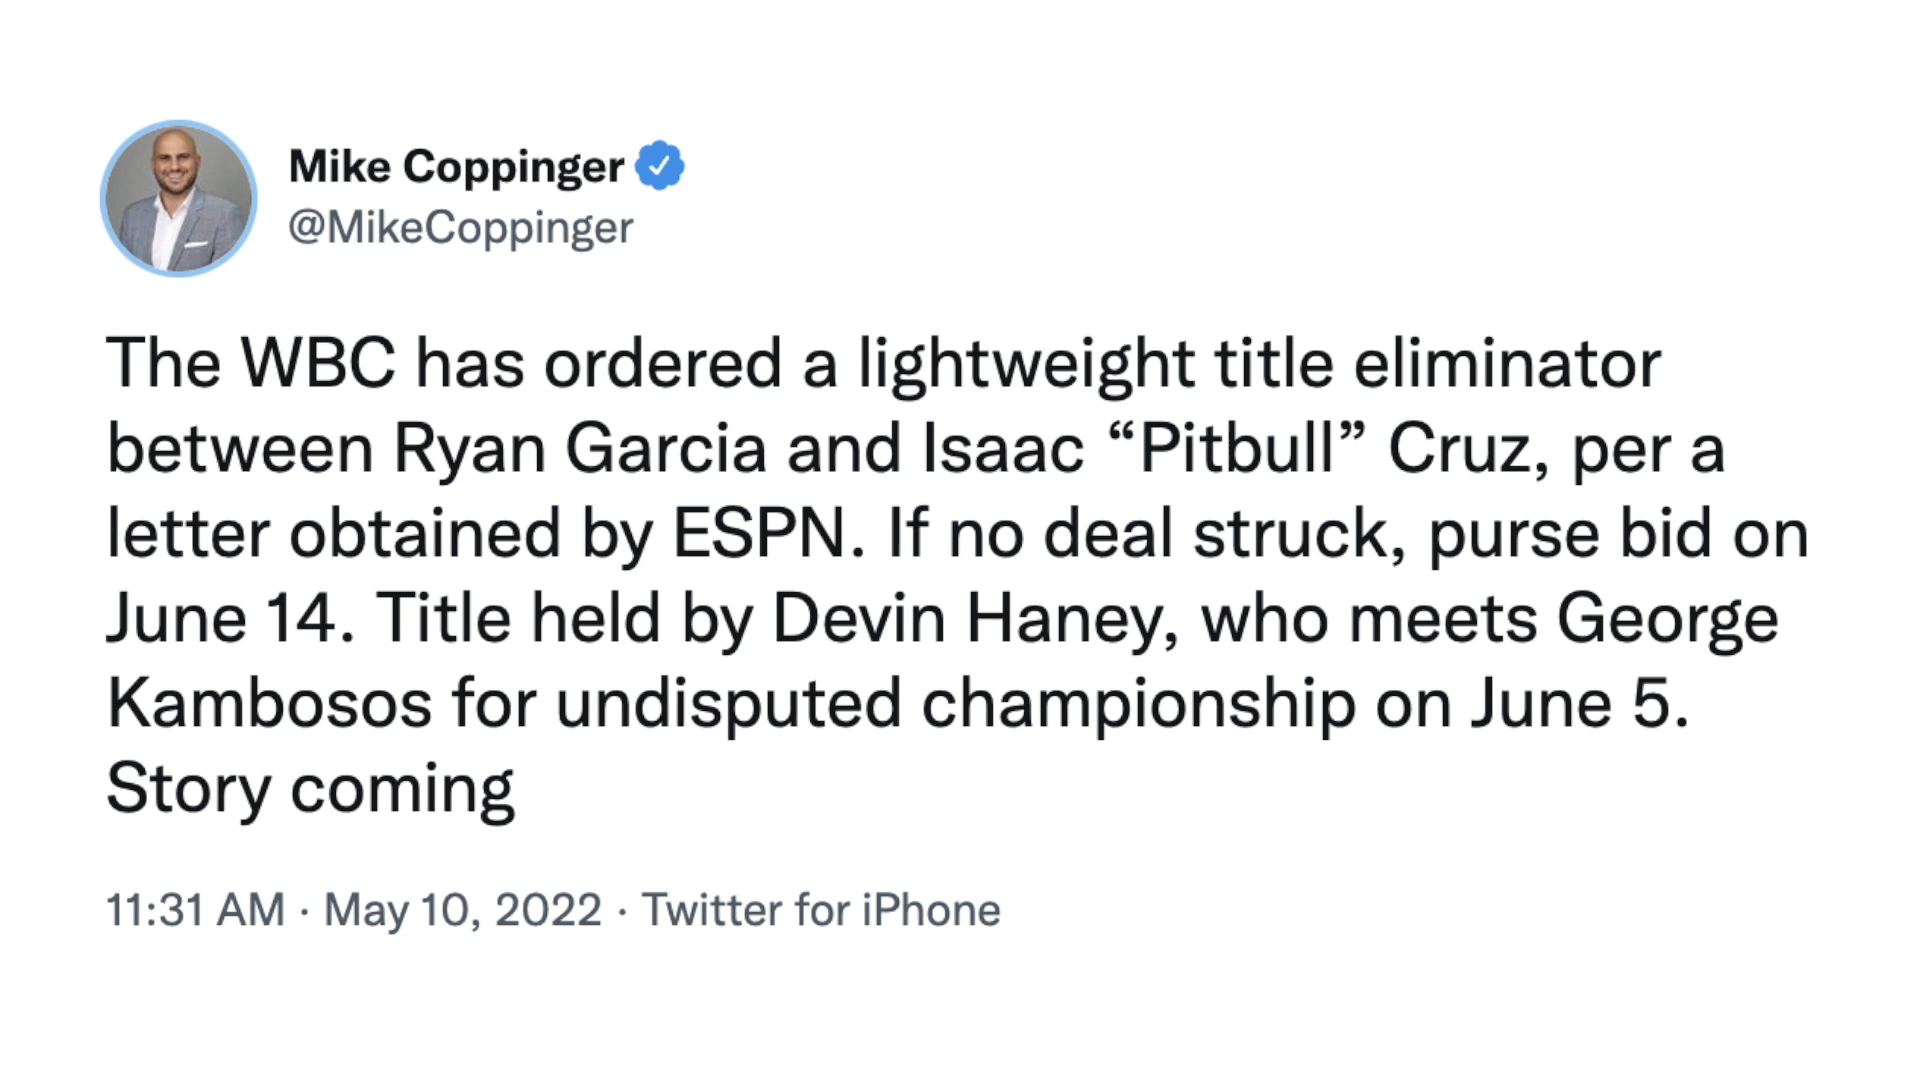 Mike Coppinger
@MikeCoppinger
The WBC has ordered a lightweight title eliminator
between Ryan Garcia and Isaac “Pitbull” Cruz, per a
letter obtained by ESPN. If no deal struck, purse bid on
June 14. Title held by Devin Haney, who meets George
Kambosos for undisputed championship on June 5.
Story coming
11:31 AM · May 10, 2022 · Twitter for iPhone